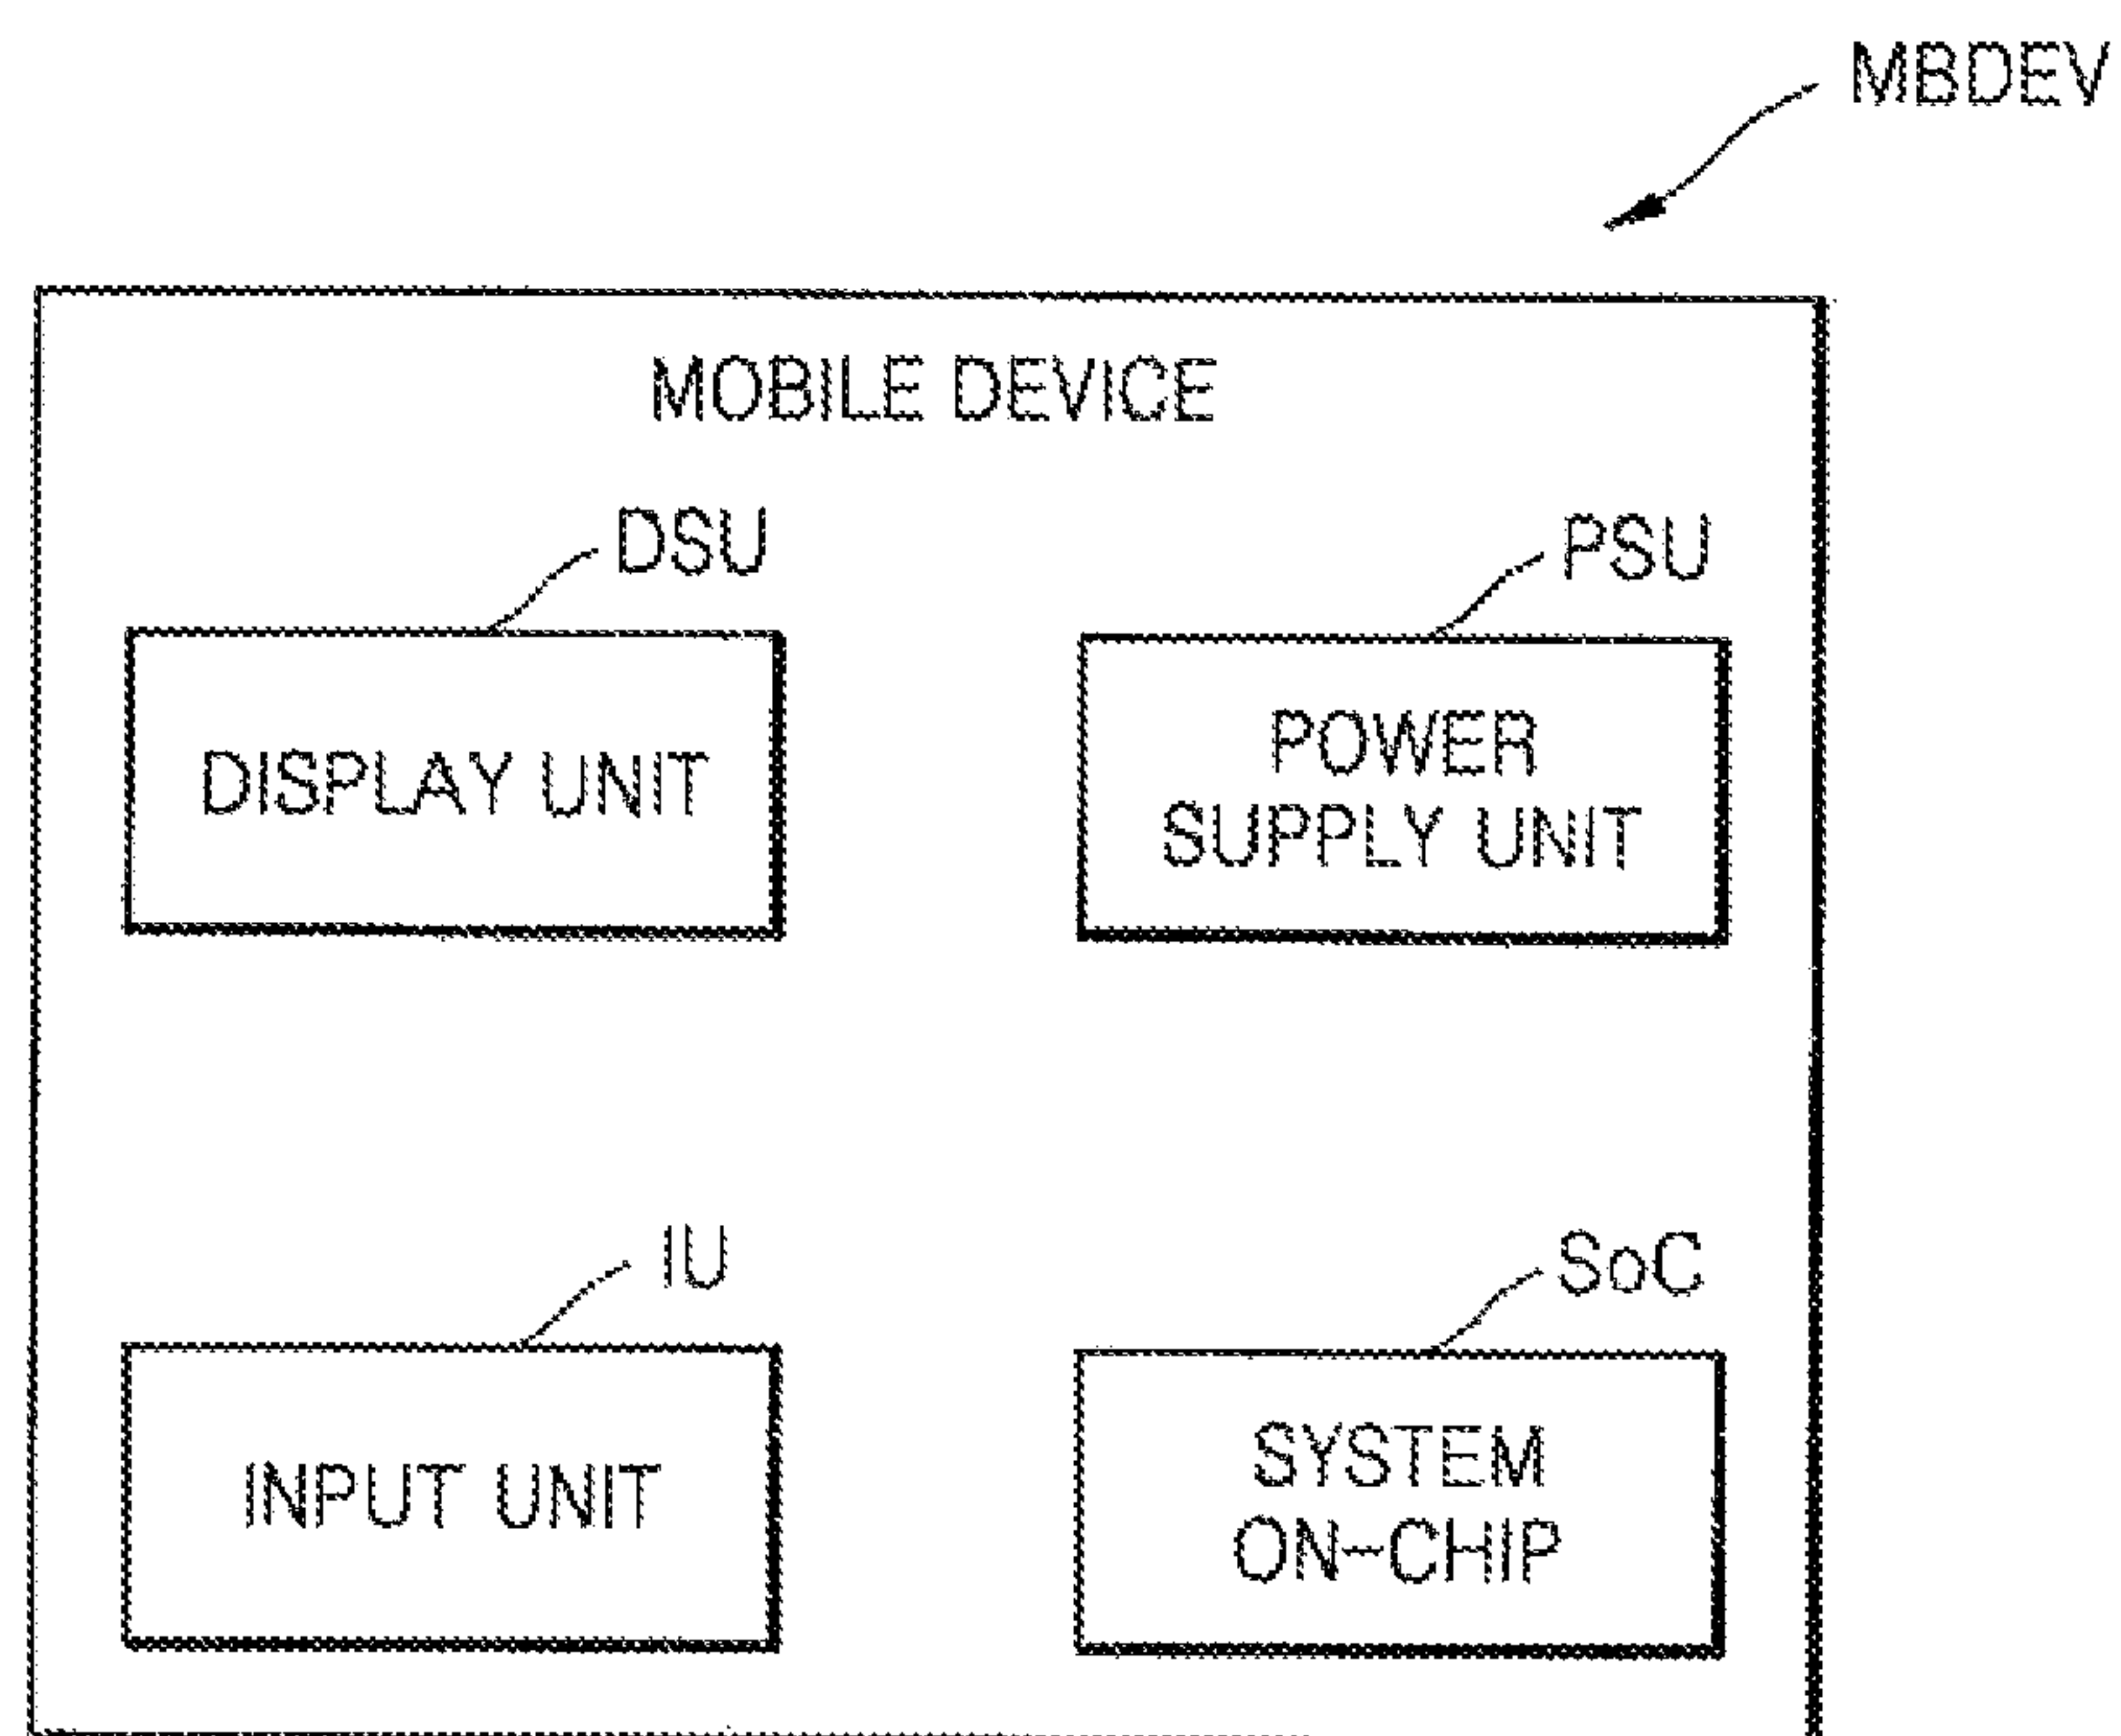 MBDEV
MOBILE DEVICE
DSU
PSU
DISPLAY UNIT
POWER
SUPPLY UNIT
IU
SoC
INPUT UNIT
SYSTEM
ON-CHIP